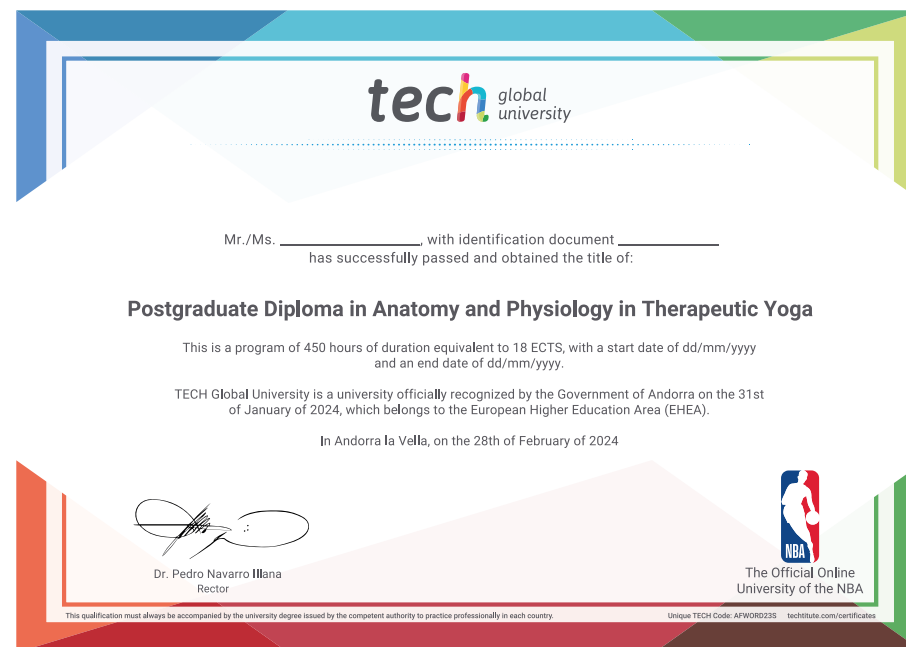 tech global
university
Mr./Ms. ________________, with identification document ____________
has successfully passed and obtained the title of:
Postgraduate Diploma in Anatomy and Physiology in Therapeutic Yoga
This is a program of 450 hours of duration equivalent to 18 ECTS, with a start date of dd/mm/yyyy
and an end date of dd/mm/yyyy.
TECH Global University is a university officially recognized by the Government of Andorra on the 31st
of January of 2024, which belongs to the European Higher Education Area (EHEA).
In Andorra la Vella, on the 28th of February of 2024
Dr. Pedro Navarro Illana
Rector
NBA
The Official Online
University of the NBA
This qualification must always be accompanied by the university degree issued by the competent authority to practice professionally in each country.
Unique TECH Code: AFWORD23S techtitute.com/certificates